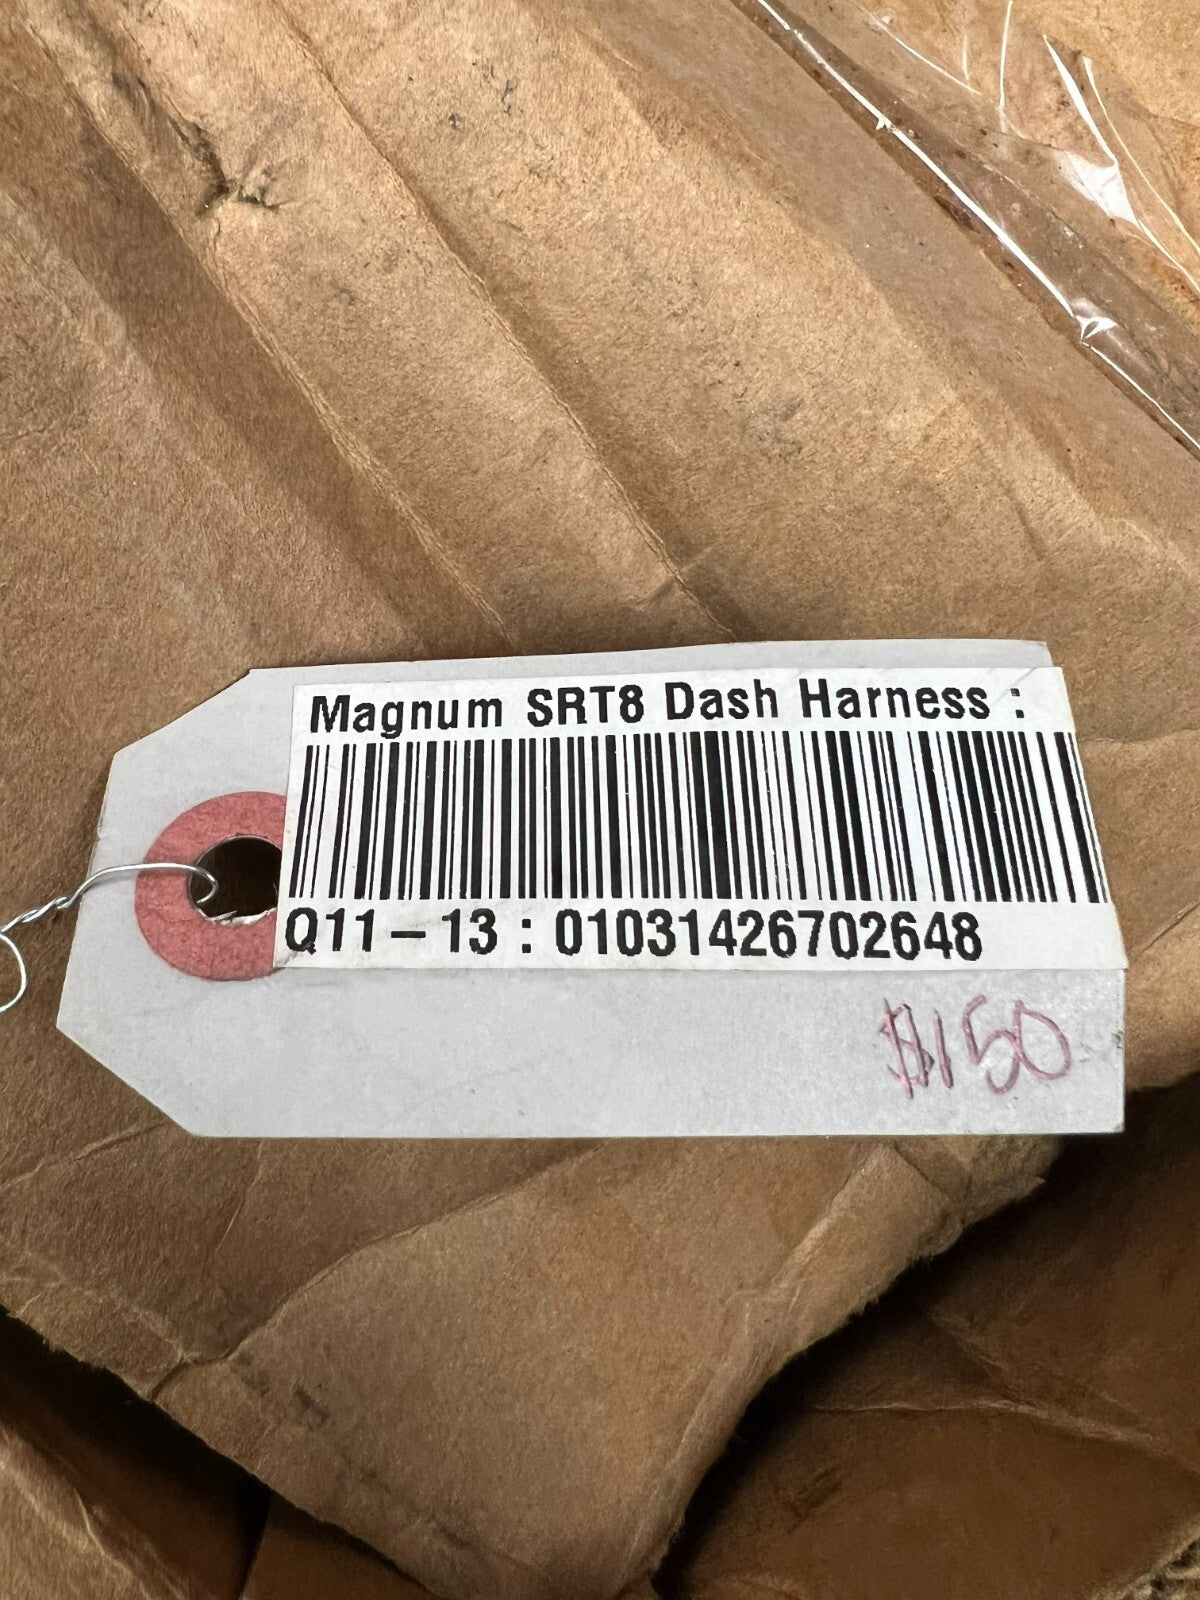 Magnum SRT8 Dash Harness :
Q11 - 13 : 01031426702648
$150